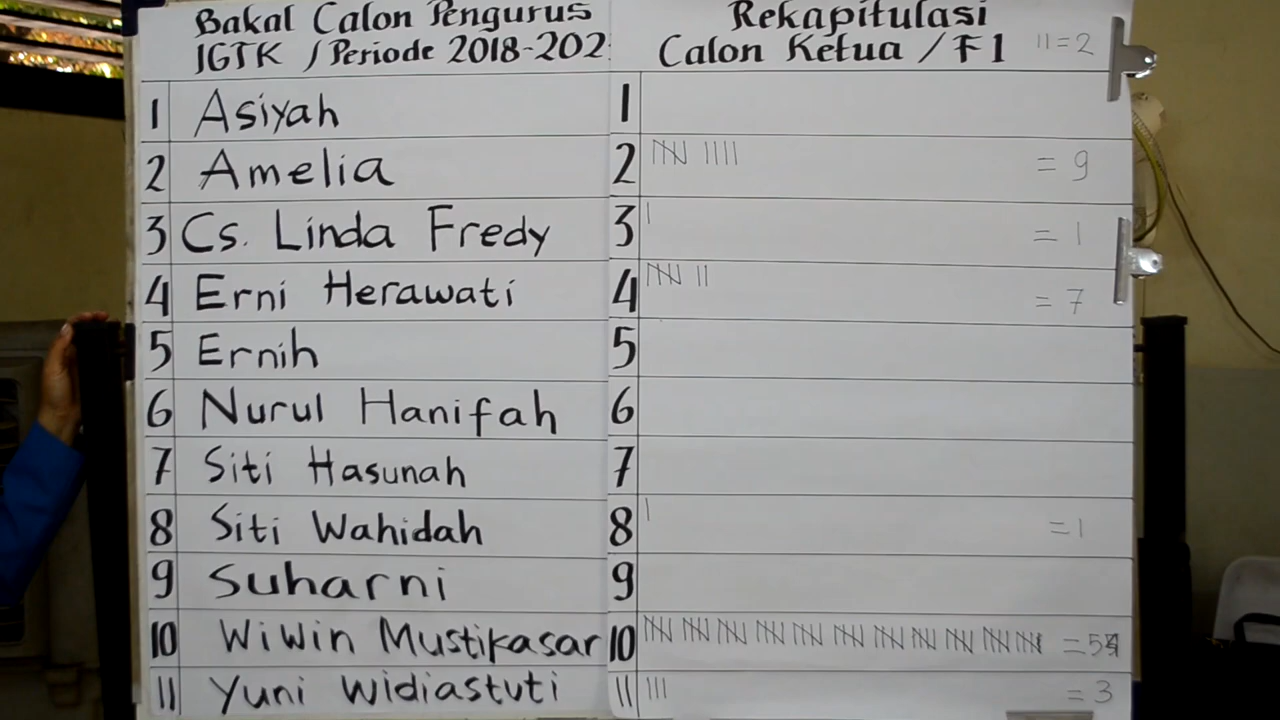 Bakal Calon Pengurus
IGTK / Periode 2018-202
Rekapitulasi
Calon Ketua / F1 11=2
1 Asiyah 1
2 Amelia 2 = 9
3 Cs. Linda Fredy 3 = 1
4 Erni Herawati 4 = 7
5 Ernih 5
6 Nurul Hanifah 6
7 Siti Hasunah 7
8 Siti Wahidah 8 = 1
9 Suharni 9
10 Wiwin Mustikasar 10
11 Yuni Widiastuti 11 = 3